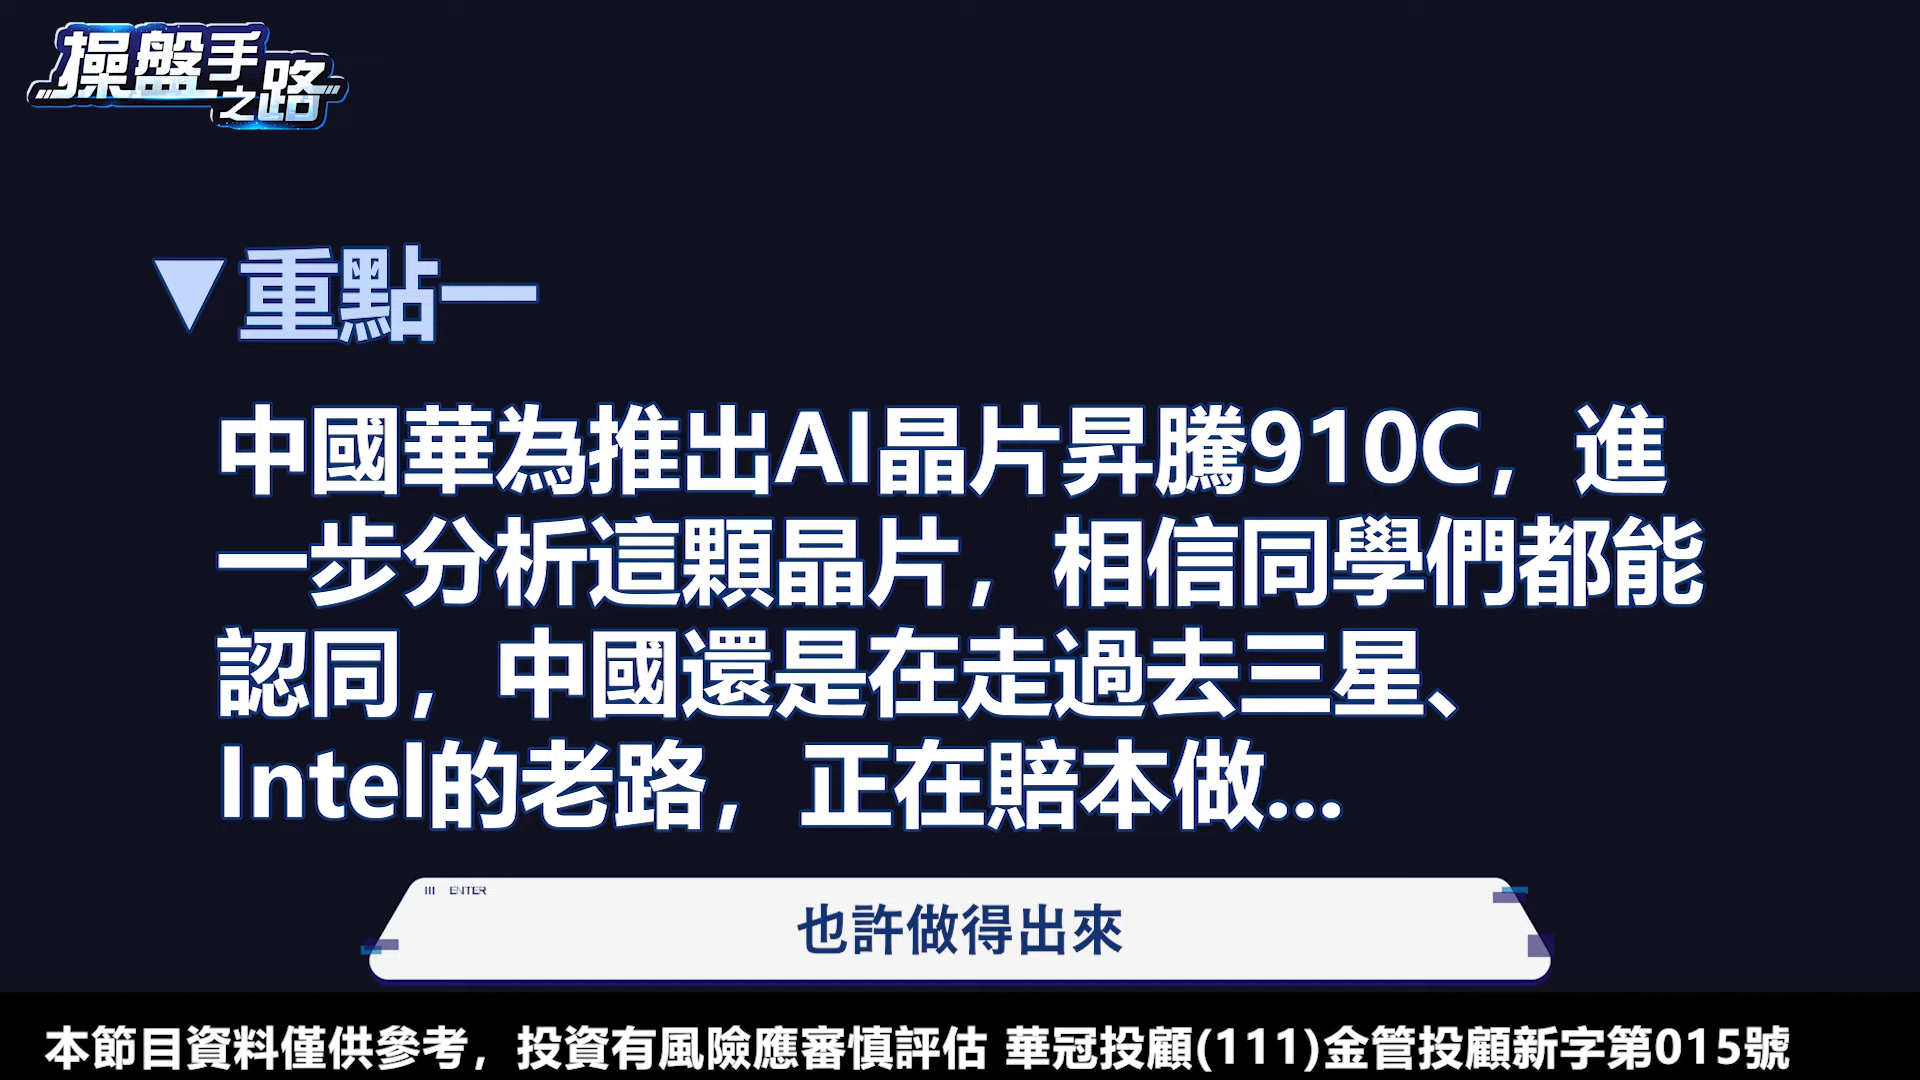 操盤手之路
▼重點一
中國華為推出AI晶片昇騰910C，進
一步分析這顆晶片，相信同學們都能
認同，中國還是在走過去三星、
Intel的老路，正在賠本做...
III ENTER
也許做得出來
本節目資料僅供參考，投資有風險應審慎評估 華冠投顧(111)金管投顧新字第015號